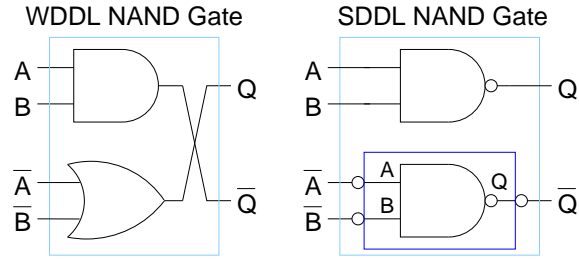 WDDL NAND Gate
SDDL NAND Gate
A
B
Q
A̅
B̅
Q̅
A
B
Q
A̅
B̅
A
B
Q
Q̅